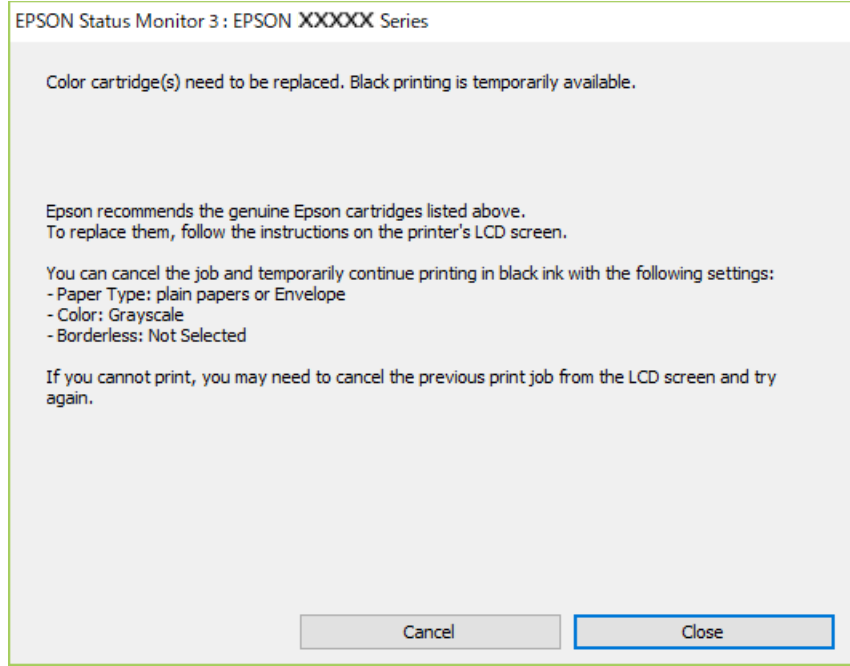 EPSON Status Monitor 3 : EPSON XXXXX Series
Color cartridge(s) need to be replaced. Black printing is temporarily available.
Epson recommends the genuine Epson cartridges listed above.
To replace them, follow the instructions on the printer's LCD screen.
You can cancel the job and temporarily continue printing in black ink with the following settings:
- Paper Type: plain papers or Envelope
- Color: Grayscale
- Borderless: Not Selected
If you cannot print, you may need to cancel the previous print job from the LCD screen and try
again.
Cancel Close